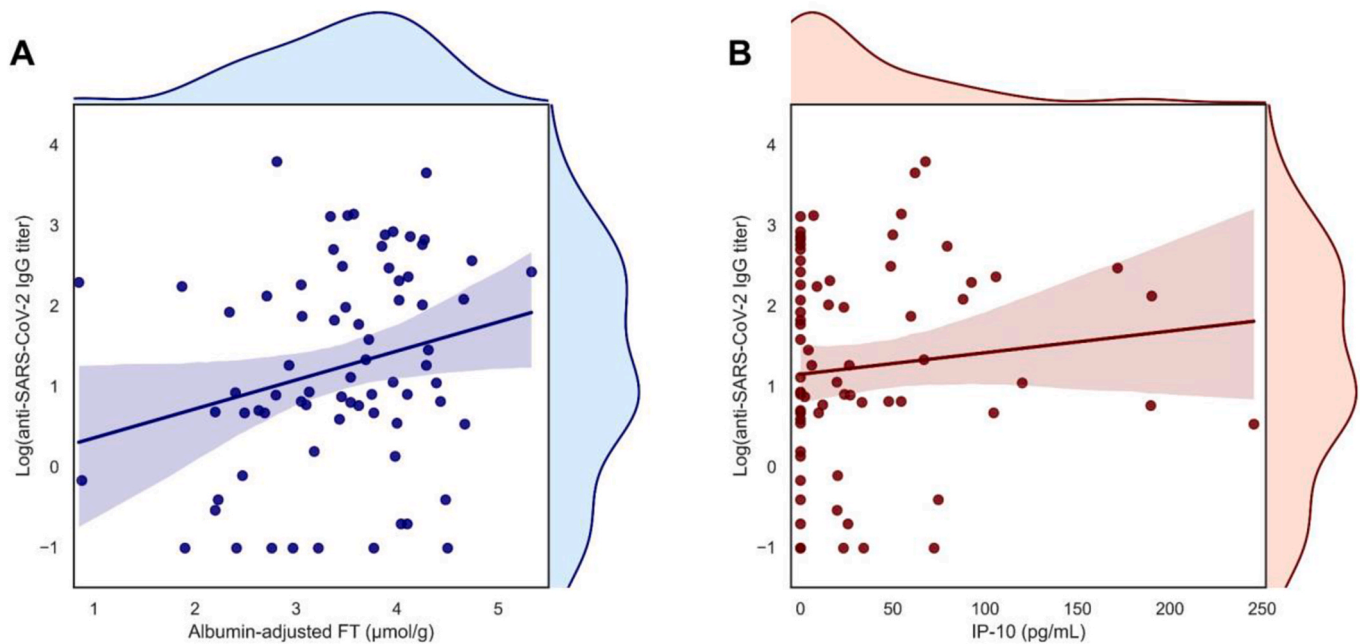 A
Log(anti-SARS-CoV-2 IgG titer)
4
3
2
1
0
−1
1 2 3 4 5
Albumin-adjusted FT (μmol/g)
B
Log(anti-SARS-CoV-2 IgG titer)
4
3
2
1
0
−1
0 50 100 150 200 250
IP-10 (pg/mL)